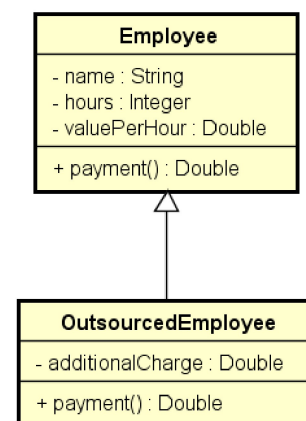 Employee
- name : String
- hours : Integer
- valuePerHour : Double
+ payment() : Double
OutsourcedEmployee
- additionalCharge : Double
+ payment() : Double